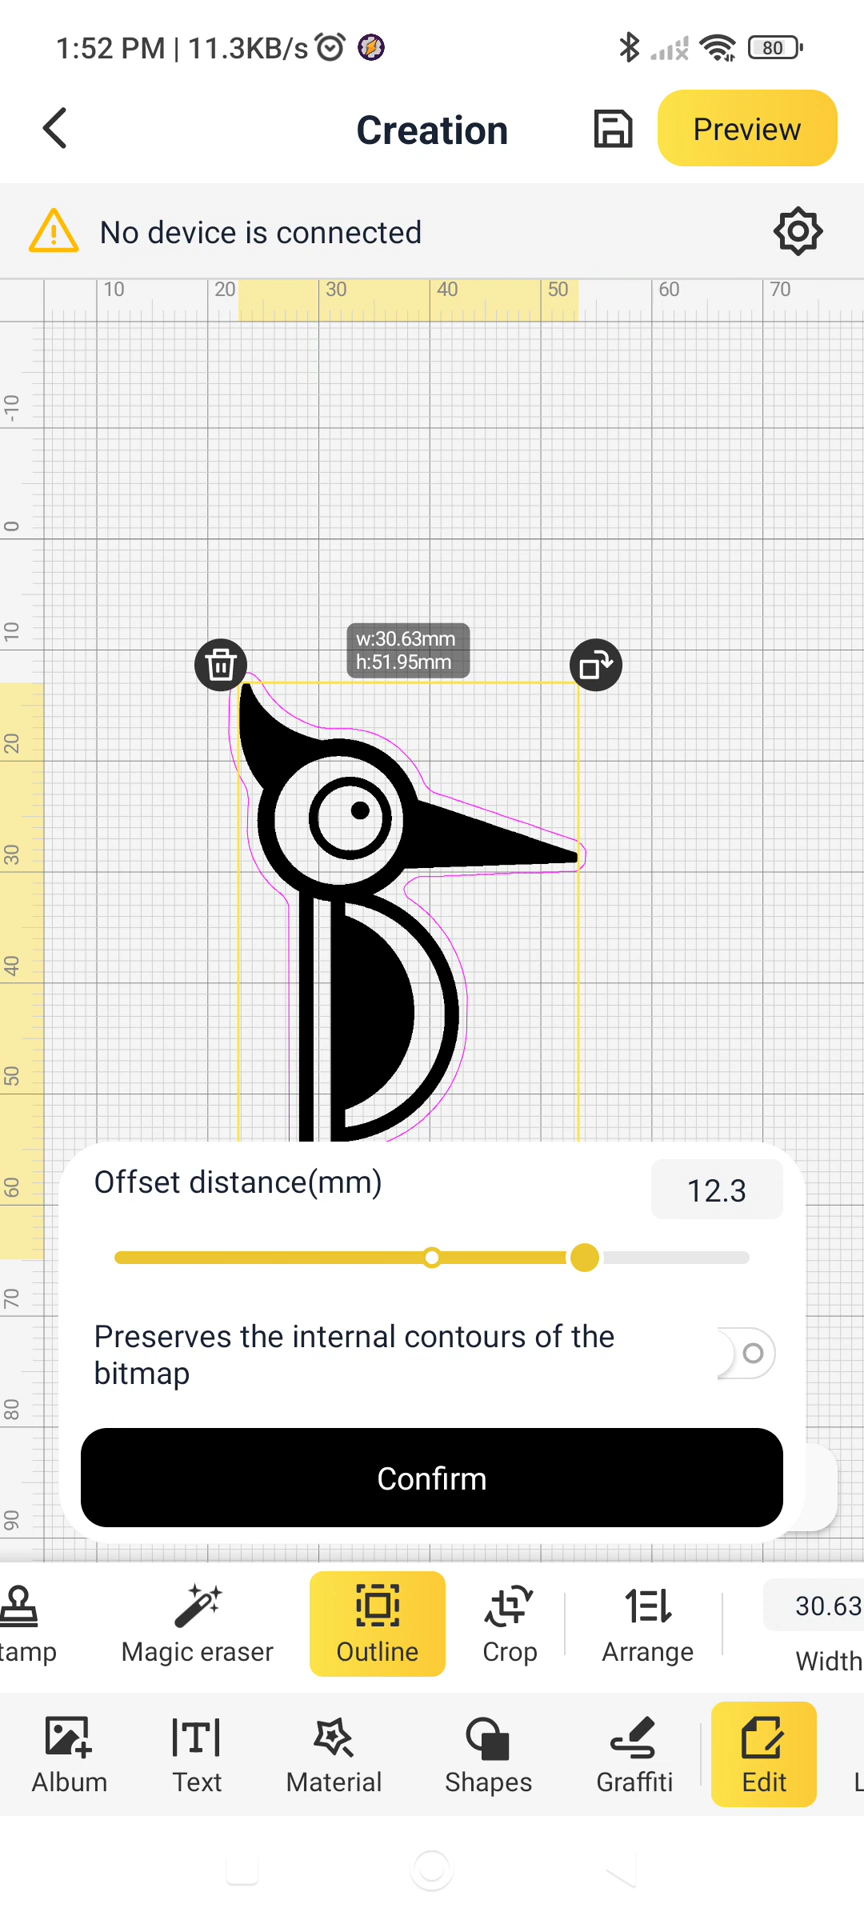 1:52 PM | 11.3KB/s
80
Creation
Preview
No device is connected
10 20 30 40 50 60 70
-10
0
10
w:30.63mm
h:51.95mm
20
30
40
50
60
70
80
90
Offset distance(mm)
12.3
Preserves the internal contours of the
bitmap
Confirm
tamp
Magic eraser
Outline
Crop
Arrange
30.63
Width
Album
Text
Material
Shapes
Graffiti
Edit
L